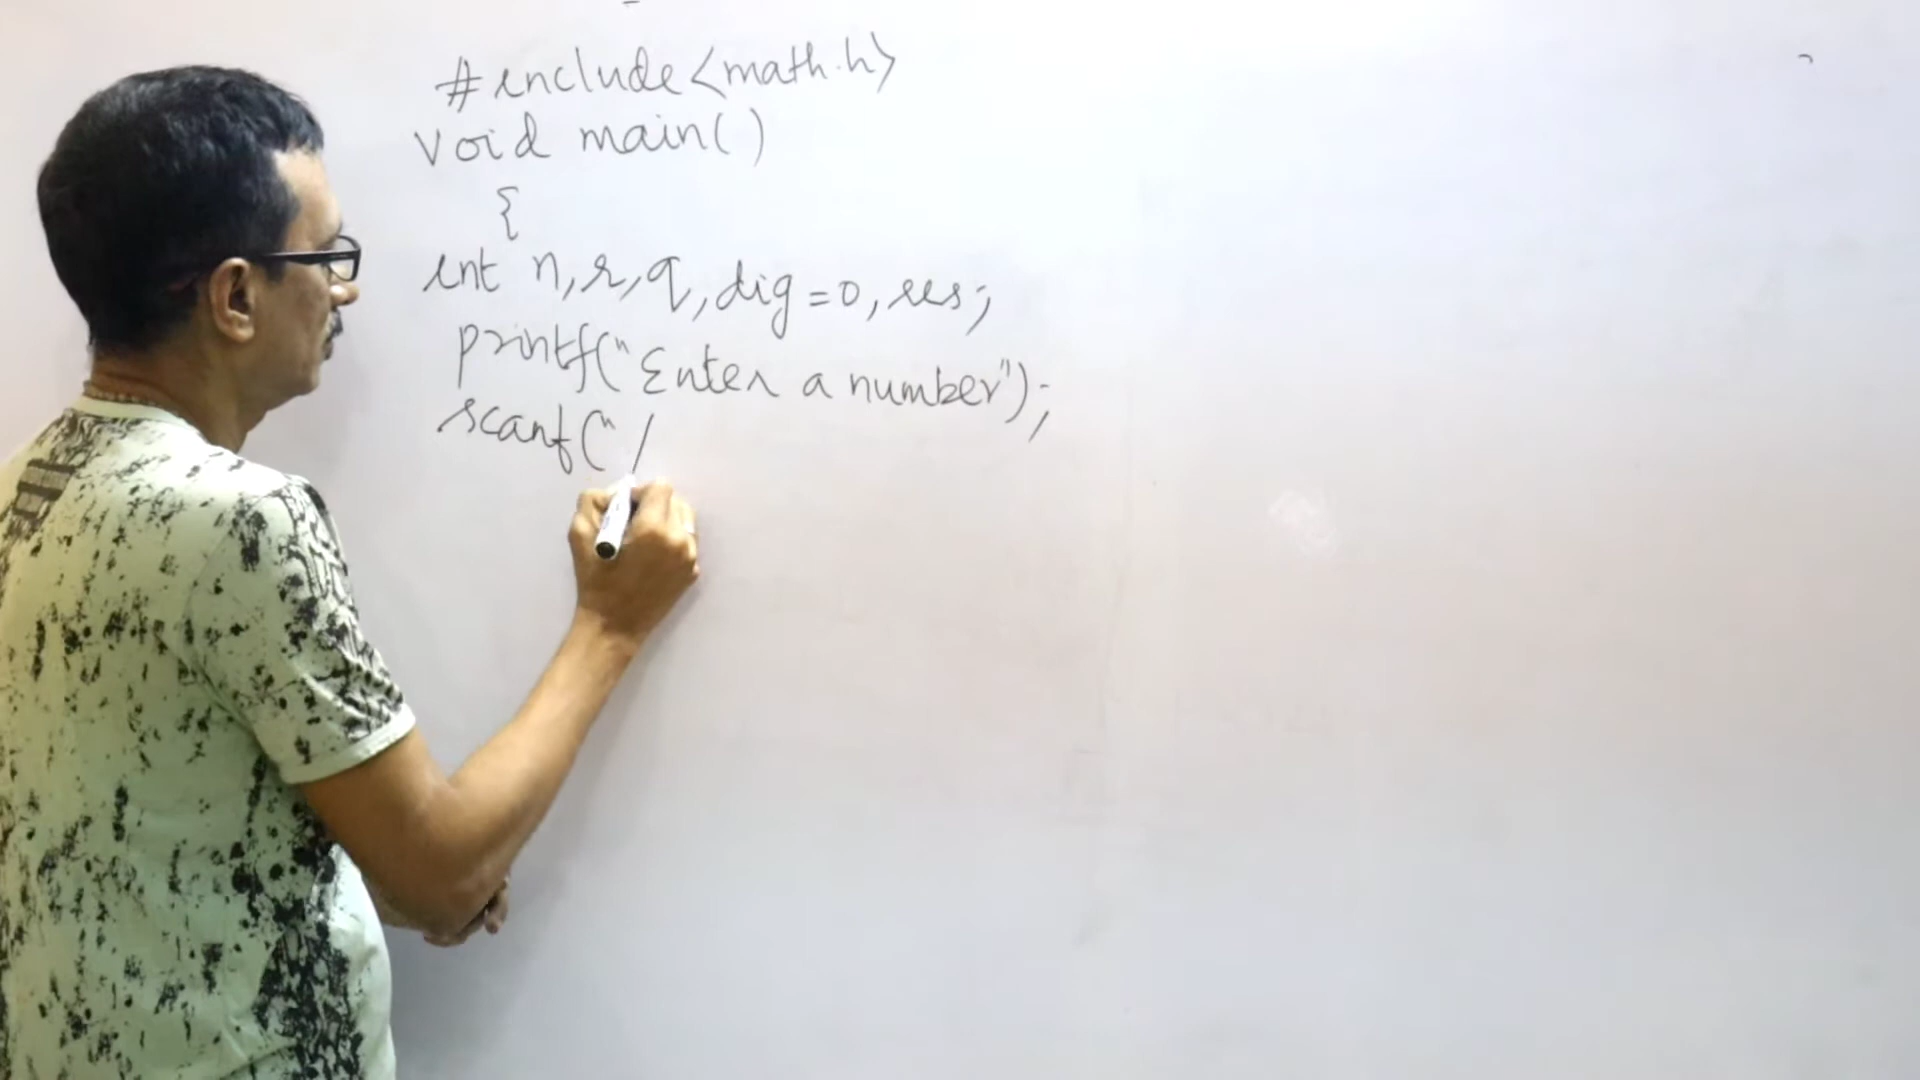 #include<math.h>
void main()
{
int n,r,q,dig=0,res;
printf("Enter a number");
scanf("/